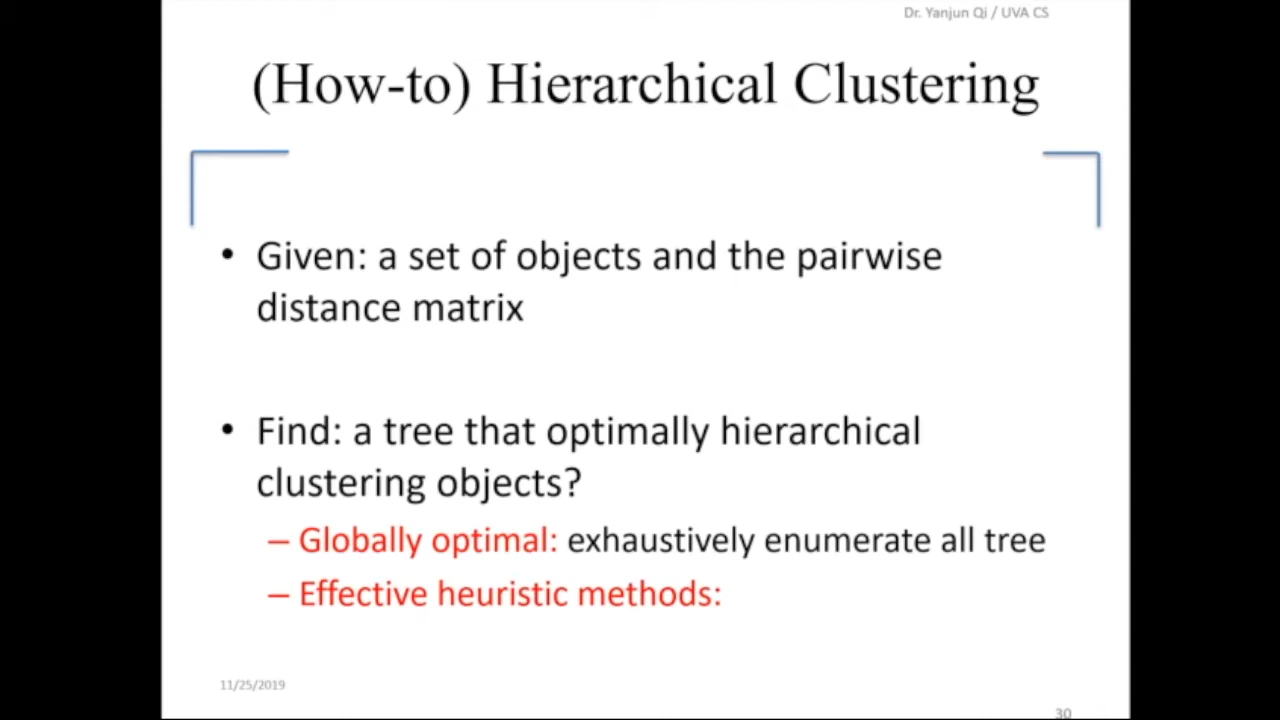 Dr. Yanjun Qi / UVA CS
(How-to) Hierarchical Clustering
• Given: a set of objects and the pairwise
distance matrix
• Find: a tree that optimally hierarchical
clustering objects?
– Globally optimal: exhaustively enumerate all tree
– Effective heuristic methods:
11/25/2019
30